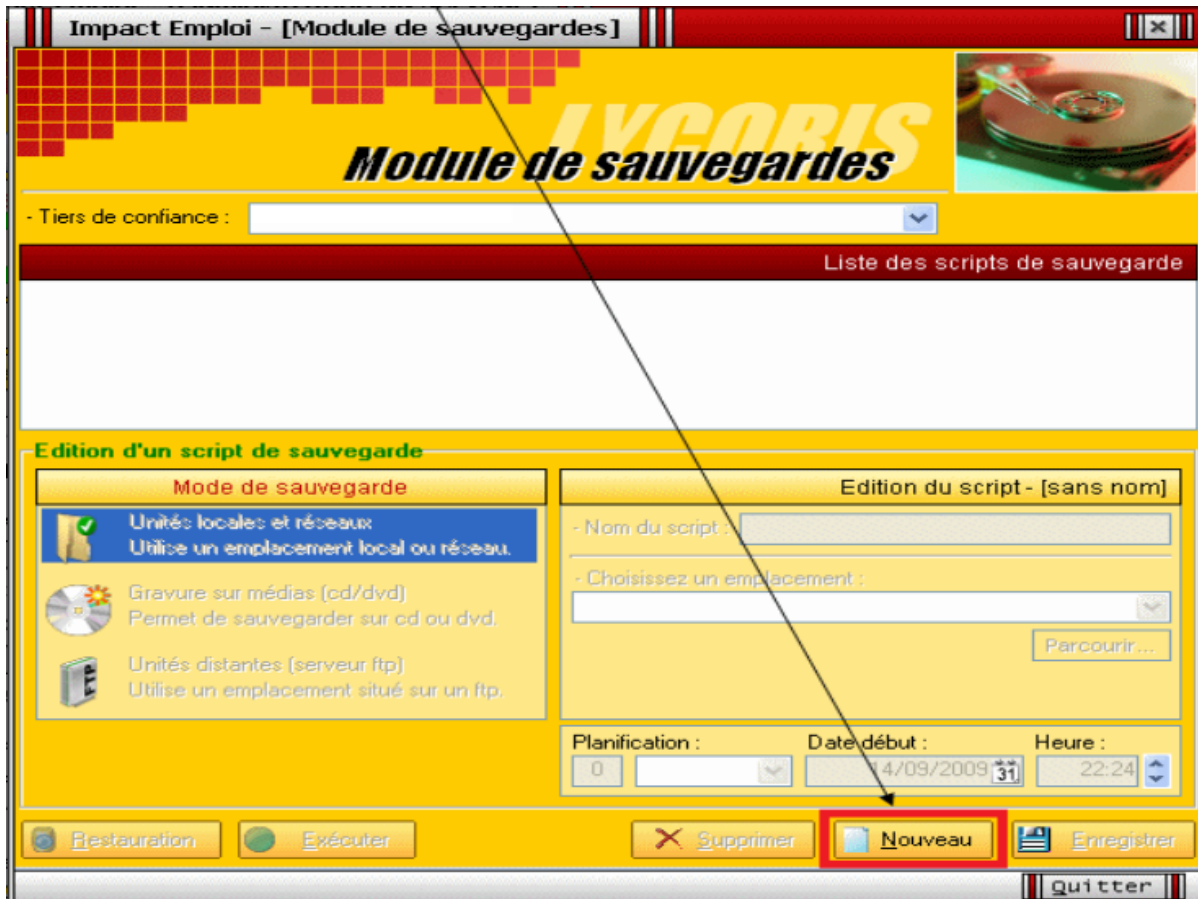 Impact Emploi - [Module de sauvegardes]
LYCORIS
Module de sauvegardes
- Tiers de confiance :
Liste des scripts de sauvegarde
Edition d'un script de sauvegarde
Mode de sauvegarde
Unités locales et réseaux
Utilise un emplacement local ou réseau.
Gravure sur médias (cd/dvd)
Permet de sauvegarder sur cd ou dvd.
FTP
Unités distantes (serveur ftp)
Utilise un emplacement situé sur un ftp.
Edition du script - [sans nom]
- Nom du script :
- Choisissez un emplacement :
Parcourir...
Planification : Date début : Heure :
0 14/09/2009 31 22:24
Restauration Exécuter Supprimer Nouveau Enregistrer
Quitter